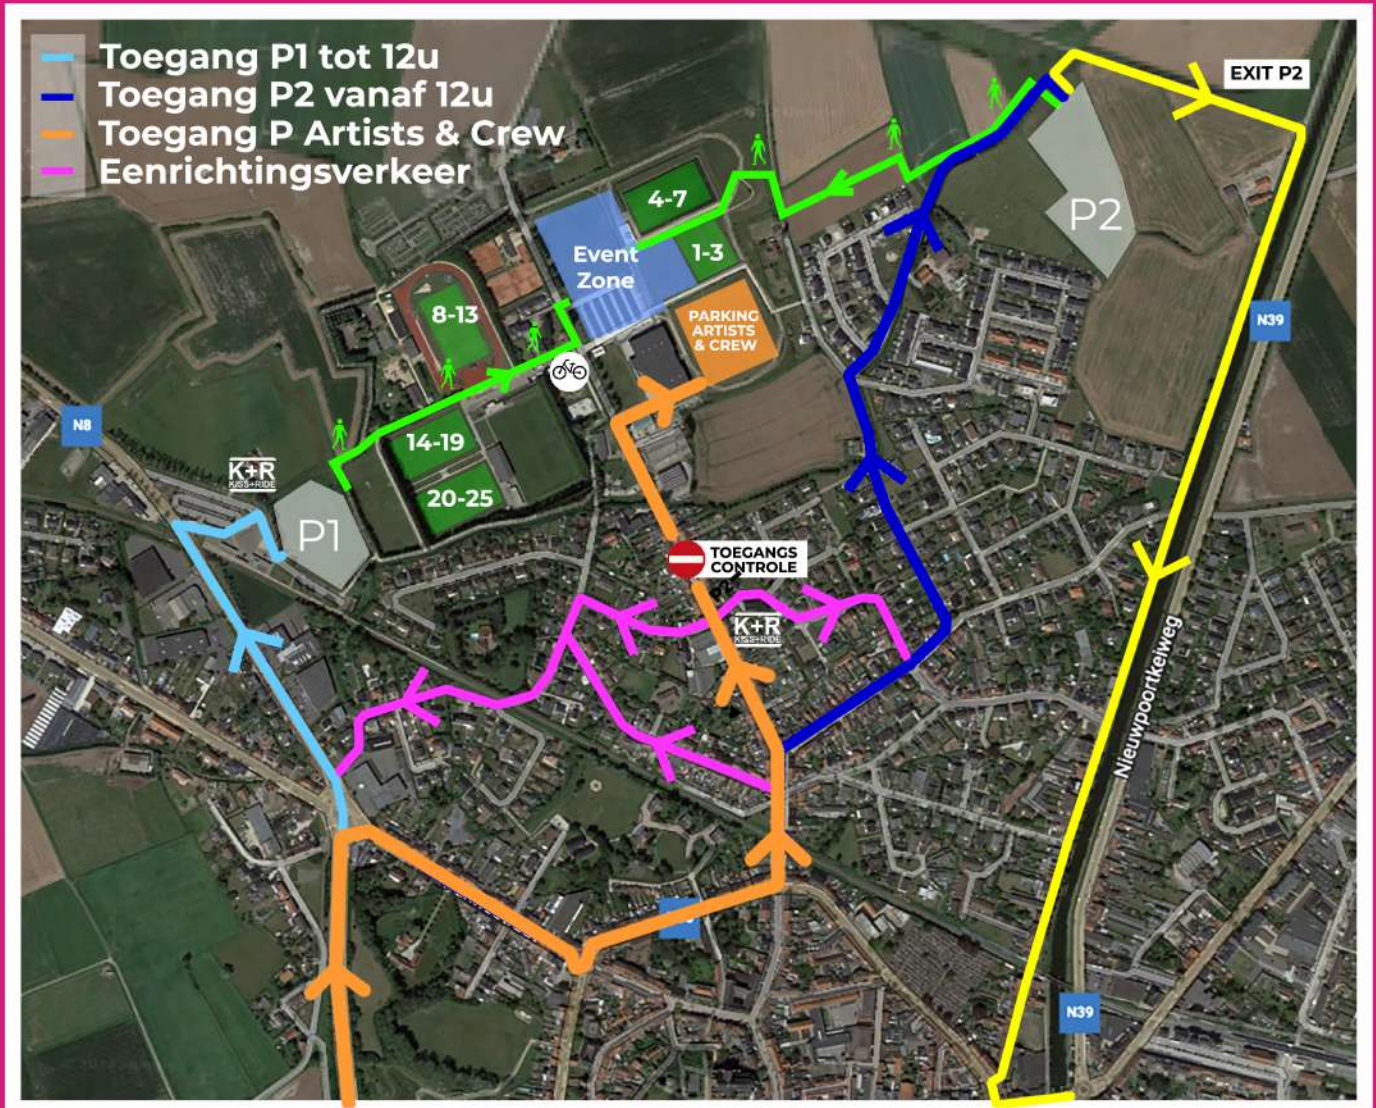 Toegang P1 tot 12u
Toegang P2 vanaf 12u
Toegang P Artists & Crew
Eenrichtingsverkeer
EXIT P2
4-7
P2
Event
Zone
1-3
8-13
PARKING
ARTISTS
& CREW
N39
N8
14-19
K+R
KISS+RIDE
20-25
P1
TOEGANGS
CONTROLE
K+R
KISS+RIDE
Nieuwpoortkeiweg
N39